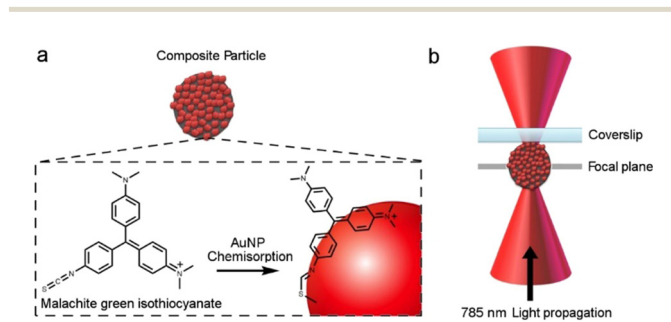 a
Composite Particle
N
N+
S=C=N
AuNP
Chemisorption
N
N+
N
S
Malachite green isothiocyanate
b
Coverslip
Focal plane
785 nm Light propagation